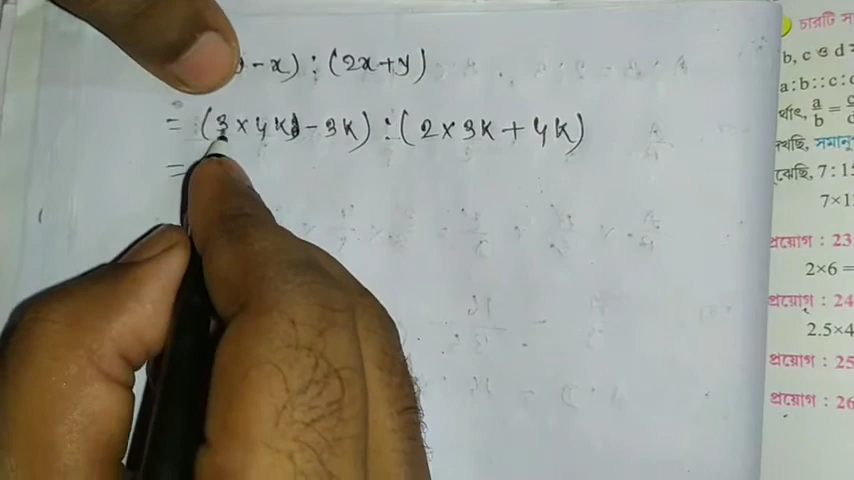 - x) : (2x+y)
= (3 × 4k) - 3k) : (2 × 3k + 4k)
=
চারটি
b, c ও d
a:b::c:
a/b = c/d
7:1
7×1
প্রয়োগ : 23
2×6 =
প্রয়োগ : 24
2.5×4
প্রয়োগ : 25
প্রয়োগ : 26